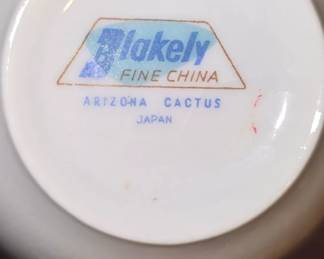 Blakely
FINE CHINA
ARIZONA CACTUS
JAPAN